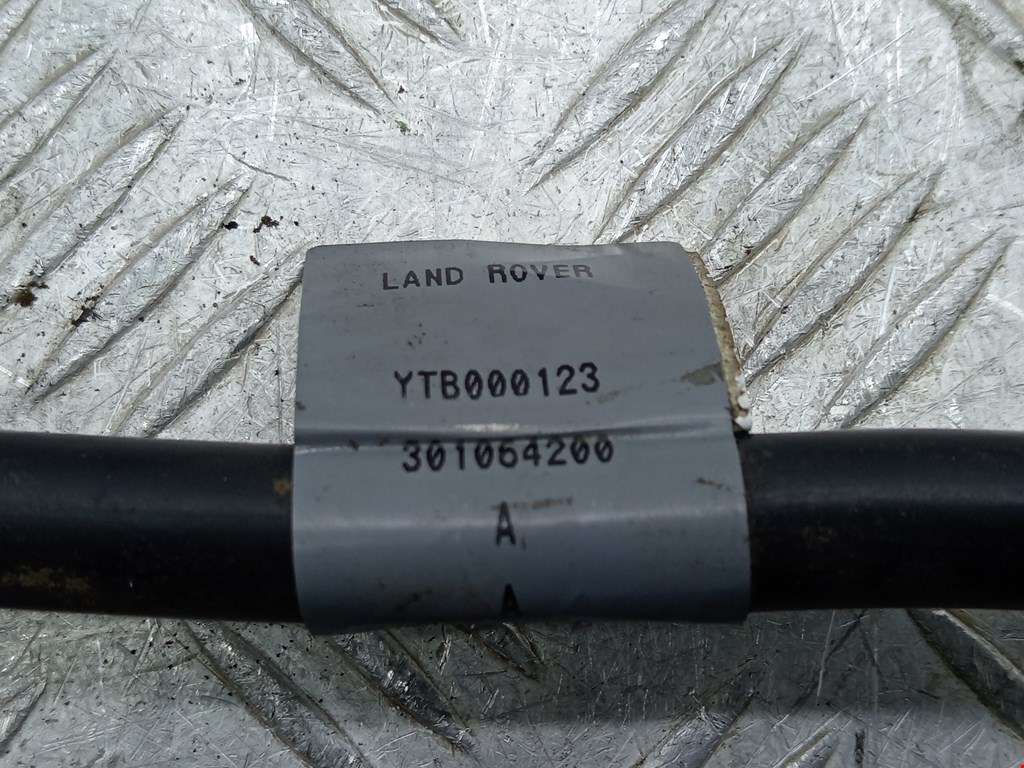 LAND ROVER
YTB000123
301064200
A
A